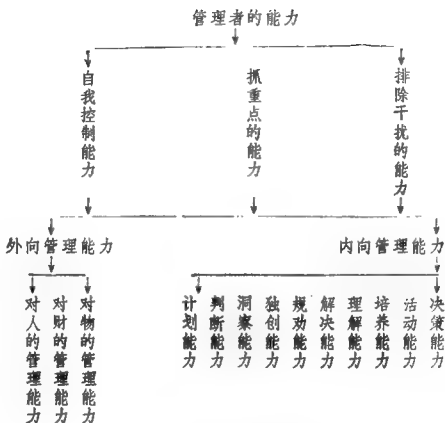 管理者的能力
自我控制能力
抓重点的能力
排除干扰的能力
外向管理能力
内向管理能力
对人的管理能力
对财的管理能力
对物的管理能力
计划能力
判断能力
洞察能力
独创能力
规劝能力
解决能力
理解能力
培养能力
活动能力
决策能力